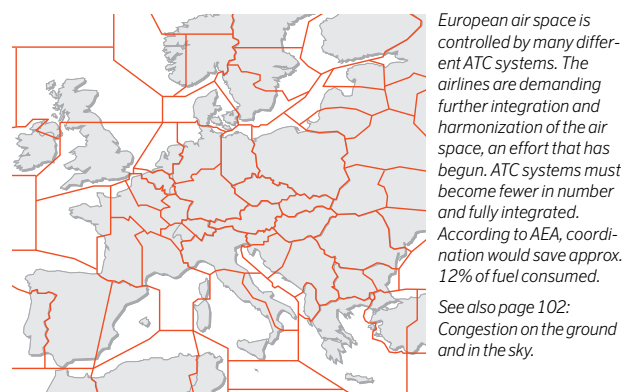 European air space is
controlled by many differ-
ent ATC systems. The
airlines are demanding
further integration and
harmonization of the air
space, an effort that has
begun. ATC systems must
become fewer in number
and fully integrated.
According to AEA, coordi-
nation would save approx.
12% of fuel consumed.
See also page 102:
Congestion on the ground
and in the sky.